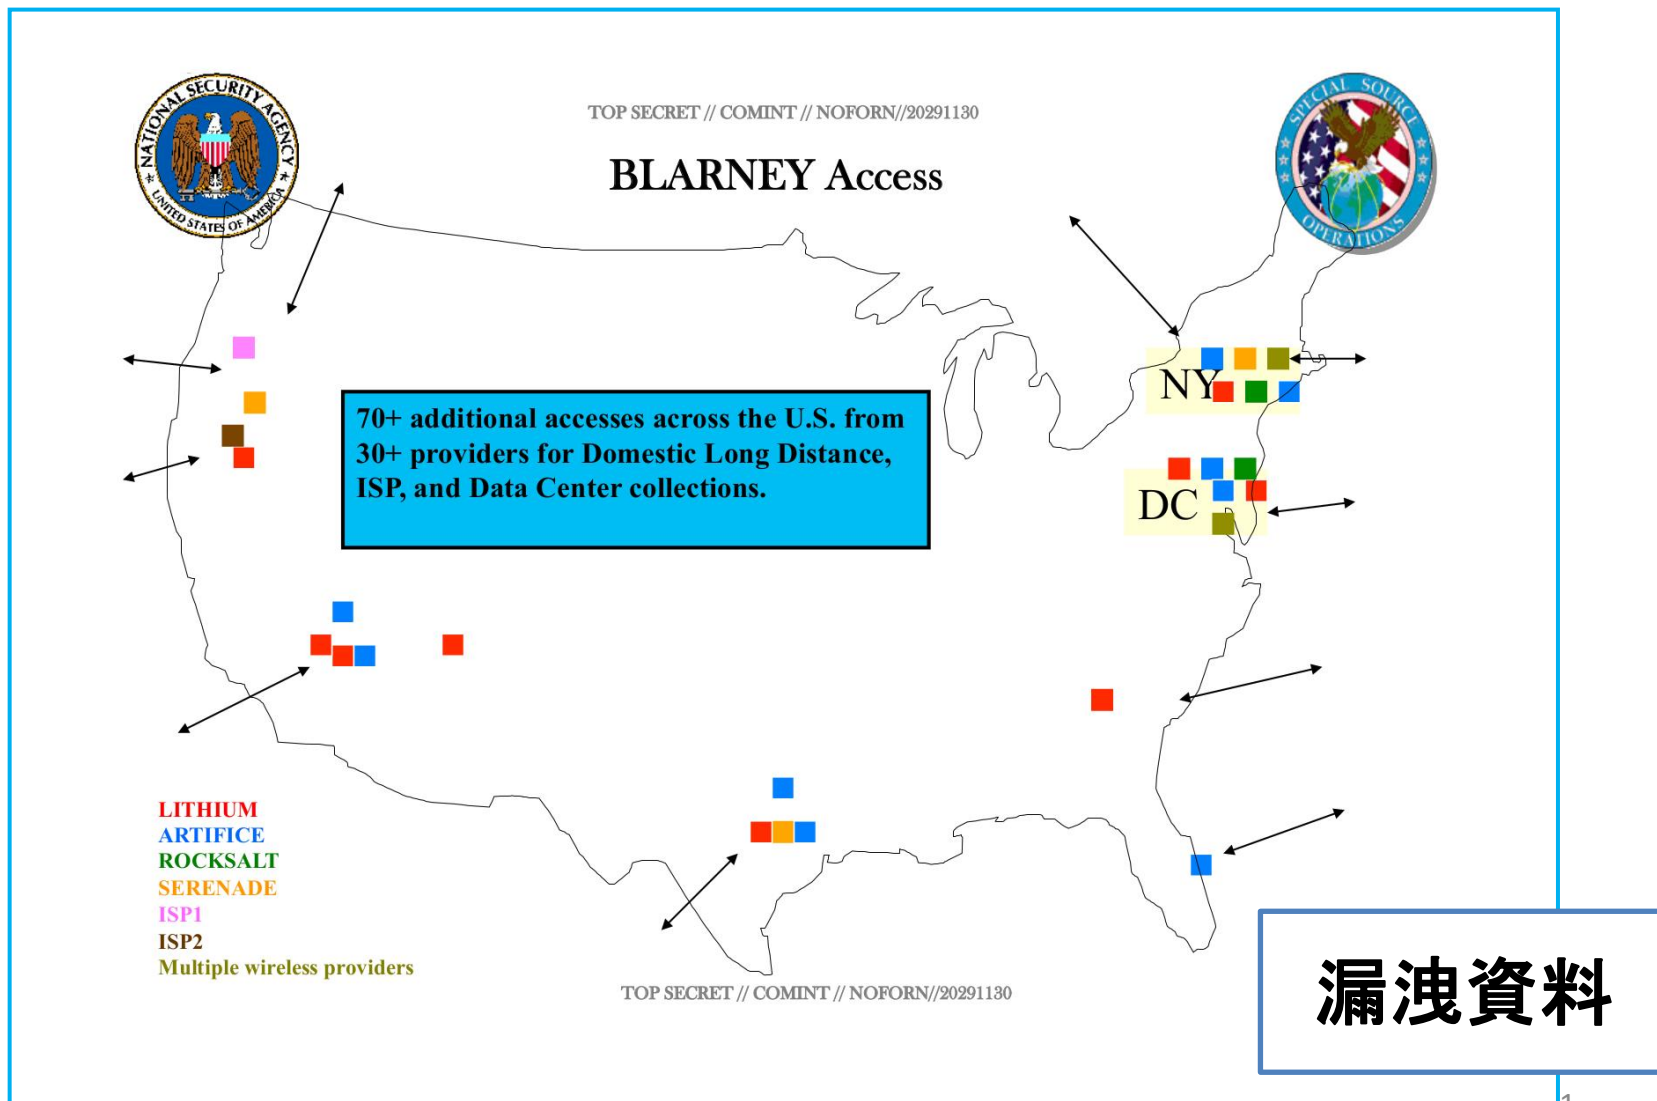 NATIONAL SECURITY AGENCY
UNITED STATES OF AMERICA
TOP SECRET // COMINT // NOFORN//20291130
BLARNEY Access
SPECIAL SOURCE
OPERATIONS
70+ additional accesses across the U.S. from
30+ providers for Domestic Long Distance,
ISP, and Data Center collections.
NY
DC
LITHIUM
ARTIFICE
ROCKSALT
SERENADE
ISP1
ISP2
Multiple wireless providers
TOP SECRET // COMINT // NOFORN//20291130
漏洩資料
1